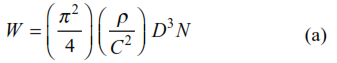 W = (π²/4)(ρ/C²) D³N (a)